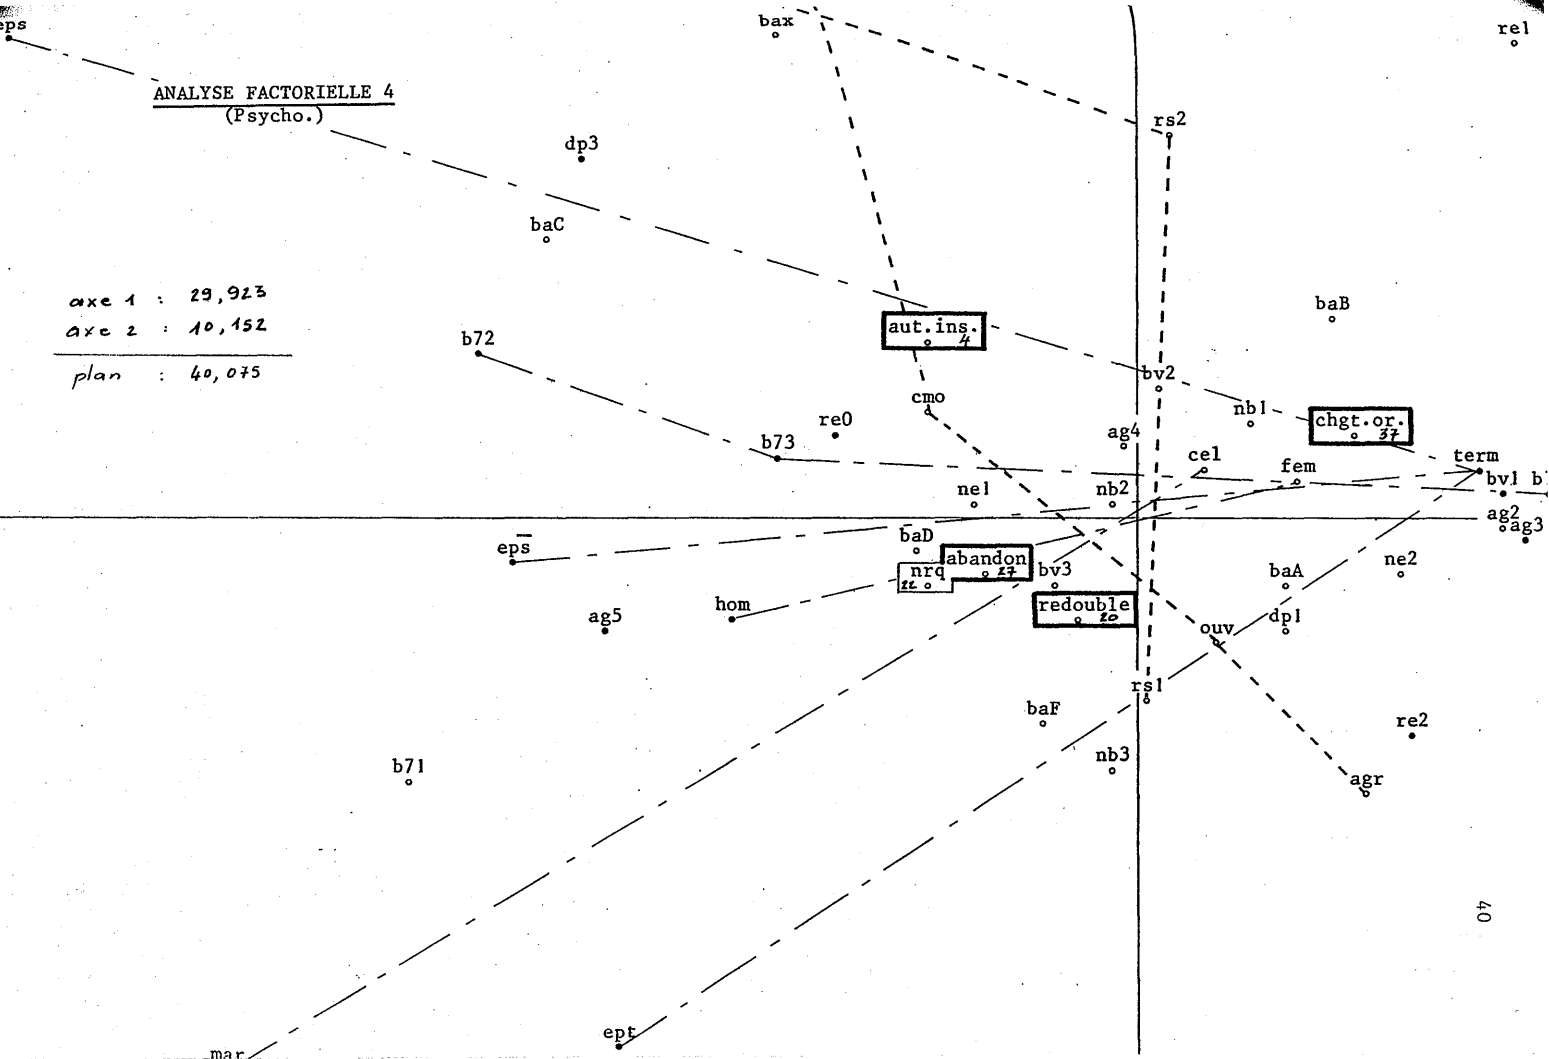 eps
bax
re1
ANALYSE FACTORIELLE 4
(Psycho.)
rs2
dp3
baC
axe 1 : 29,923
axe 2 : 10,152
plan : 40,075
baB
aut.ins.
4
b72
bv2
cmo
nb1
chgt.or.
37
re0
ag4
b73
ce1
fem
term
bv1
ne1
nb2
ag2
ag3
eps̅
baD
abandon
27
nrq
22
bv3
baA
ne2
hom
redouble
20
ag5
ouv
dp1
rs1
baF
re2
nb3
b71
agr
40
ept
mar